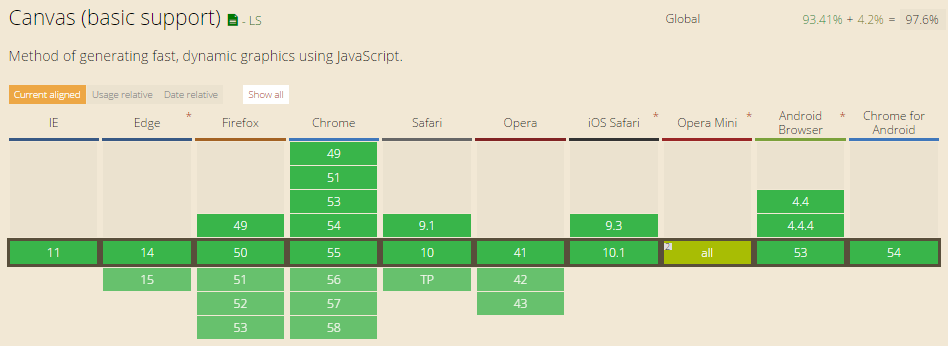 Canvas (basic support) - LS
Global 93.41% + 4.2% = 97.6%
Method of generating fast, dynamic graphics using JavaScript.
Current aligned Usage relative Date relative Show all
IE Edge * Firefox Chrome Safari Opera iOS Safari * Opera Mini * Android Browser * Chrome for Android
49
51
53 4.4
49 54 9.1 9.3 4.4.4
11 14 50 55 10 41 10.1 2 all 53 54
15 51 56 TP 42
52 57 43
53 58